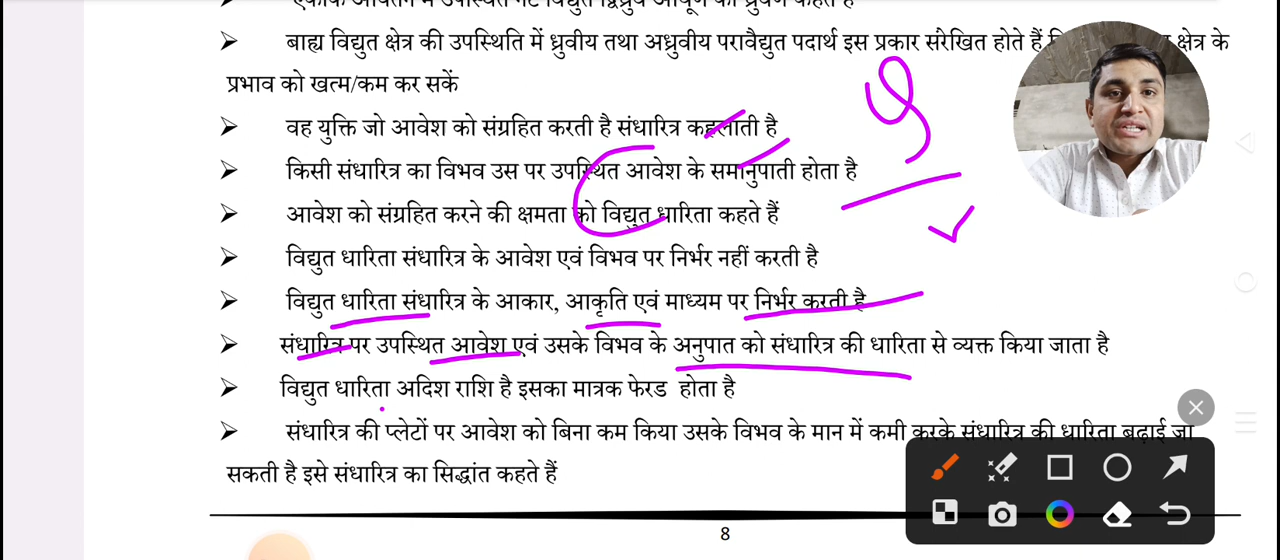 बाह्य विद्युत क्षेत्र की उपस्थिति में ध्रुवीय तथा अध्रुवीय परावैद्युत पदार्थ इस प्रकार संरेखित होते हैं क्षेत्र के
प्रभाव को खत्म/कम कर सकें
वह युक्ति जो आवेश को संग्रहित करती है संधारित्र कहलाती है
किसी संधारित्र का विभव उस पर उपस्थित आवेश के समानुपाती होता है
आवेश को संग्रहित करने की क्षमता को विद्युत धारिता कहते हैं
विद्युत धारिता संधारित्र के आवेश एवं विभव पर निर्भर नहीं करती है
विद्युत धारिता संधारित्र के आकार, आकृति एवं माध्यम पर निर्भर करती है
संधारित्र पर उपस्थित आवेश एवं उसके विभव के अनुपात को संधारित्र की धारिता से व्यक्त किया जाता है
विद्युत धारिता अदिश राशि है इसका मात्रक फेरड होता है
संधारित्र की प्लेटों पर आवेश को बिना कम किया उसके विभव के मान में कमी करके संधारित्र की धारिता बढ़ाई जा
सकती है इसे संधारित्र का सिद्धांत कहते हैं
8